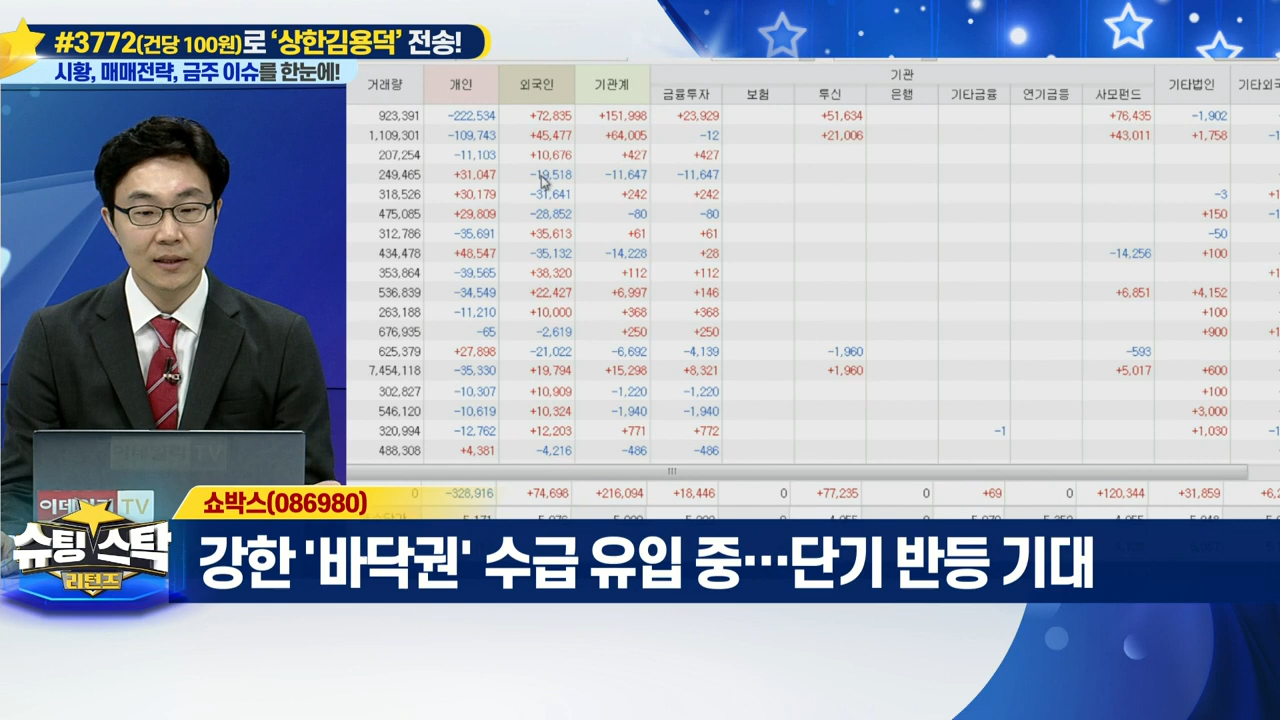 #3772(건당 100원)로 '상한김용덕' 전송!
시황, 매매전략, 금주 이슈를 한눈에!
기관
거래량 개인 외국인 기관계 금융투자 보험 투신 은행 기타금융 연기금등 사모펀드 기타법인 기타외국
923,391 -222,534 +72,835 +151,998 +23,929 +51,634 +76,435 -1,902
1,109,301 -109,743 +45,477 +64,005 -12 +21,006 +43,011 +1,758
207,254 -11,103 +10,676 +427 +427
249,465 +31,047 -19,518 -11,647 -11,647
318,526 +30,179 -31,641 +242 +242 -3
475,085 +29,809 -28,852 -80 -80 +150
312,786 -35,691 +35,613 +61 +61 -50
434,478 +48,547 -35,132 -14,228 +28 -14,256 +100
353,864 -39,565 +38,320 +112 +112
536,839 -34,549 +22,427 +6,997 +146 +6,851 +4,152
263,188 -11,210 +10,000 +368 +368 +100
676,935 -65 -2,619 +250 +250 +900
625,379 +27,898 -21,022 -6,692 -4,139 -1,960 -593
7,454,118 -35,330 +19,794 +15,298 +8,321 +1,960 +5,017 +600
302,827 -10,307 +10,909 -1,220 -1,220 +100
546,120 -10,619 +10,324 -1,940 -1,940 +3,000
320,994 -12,762 +12,203 +771 +772 -1 +1,030
488,308 +4,381 -4,216 -486 -486
0 -328,916 +74,698 +216,094 +18,446 0 +77,235 0 +69 0 +120,344 +31,859
이데일리 TV
쇼박스(086980)
슈팅 스탁
리턴즈
강한 '바닥권' 수급 유입 중…단기 반등 기대